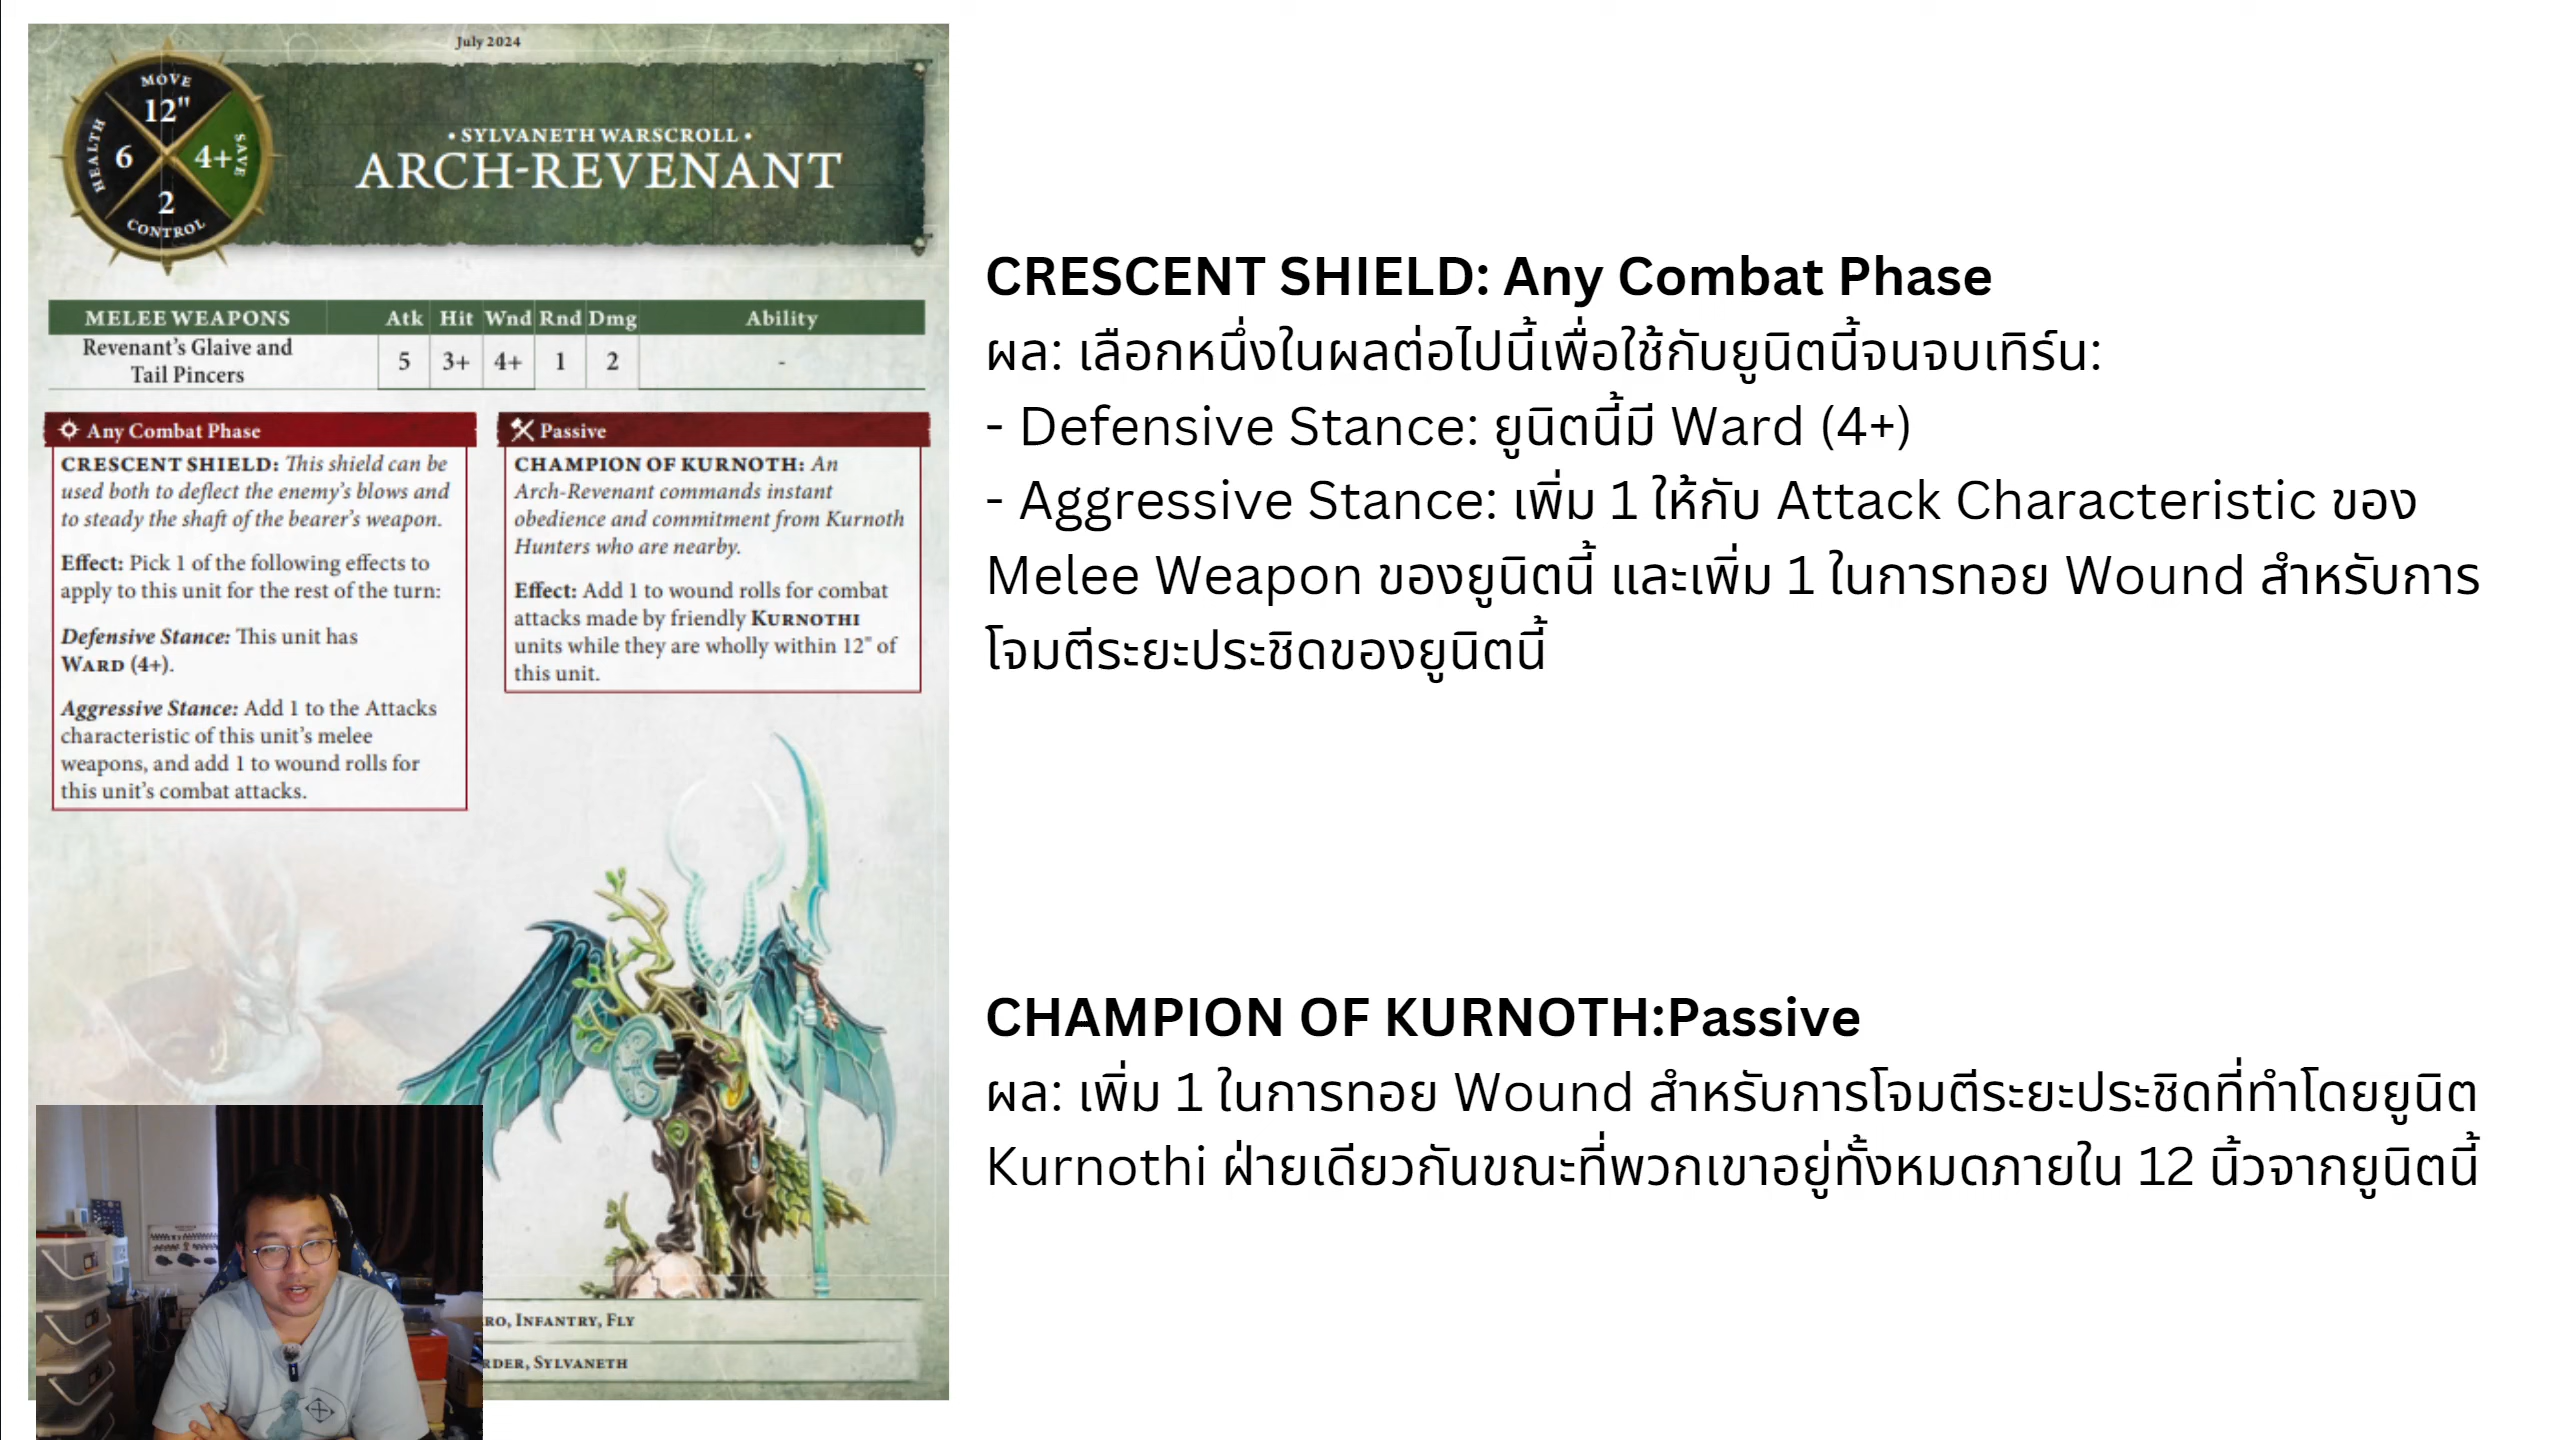 July 2024
MOVE
12"
HEALTH
6
4+
SAVE
2
CONTROL
• SYLVANETH WARSCROLL •
ARCH-REVENANT
MELEE WEAPONS Atk Hit Wnd Rnd Dmg Ability
Revenant's Glaive and
Tail Pincers
5 3+ 4+ 1 2 -
Any Combat Phase
CRESCENT SHIELD: This shield can be
used both to deflect the enemy's blows and
to steady the shaft of the bearer's weapon.
Effect: Pick 1 of the following effects to
apply to this unit for the rest of the turn:
Defensive Stance: This unit has
WARD (4+).
Aggressive Stance: Add 1 to the Attacks
characteristic of this unit's melee
weapons, and add 1 to wound rolls for
this unit's combat attacks.
Passive
CHAMPION OF KURNOTH: An
Arch-Revenant commands instant
obedience and commitment from Kurnoth
Hunters who are nearby.
Effect: Add 1 to wound rolls for combat
attacks made by friendly KURNOTHI
units while they are wholly within 12" of
this unit.
RO, INFANTRY, FLY
RDER, SYLVANETH
CRESCENT SHIELD: Any Combat Phase
ผล: เลือกหนึ่งในผลต่อไปนี้เพื่อใช้กับยูนิตนี้จนจบเทิร์น:
- Defensive Stance: ยูนิตนี้มี Ward (4+)
- Aggressive Stance: เพิ่ม 1 ให้กับ Attack Characteristic ของ
Melee Weapon ของยูนิตนี้ และเพิ่ม 1 ในการทอย Wound สำหรับการ
โจมตีระยะประชิดของยูนิตนี้
CHAMPION OF KURNOTH:Passive
ผล: เพิ่ม 1 ในการทอย Wound สำหรับการโจมตีระยะประชิดที่ทำโดยยูนิต
Kurnothi ฝ่ายเดียวกันขณะที่พวกเขาอยู่ทั้งหมดภายใน 12 นิ้วจากยูนิตนี้